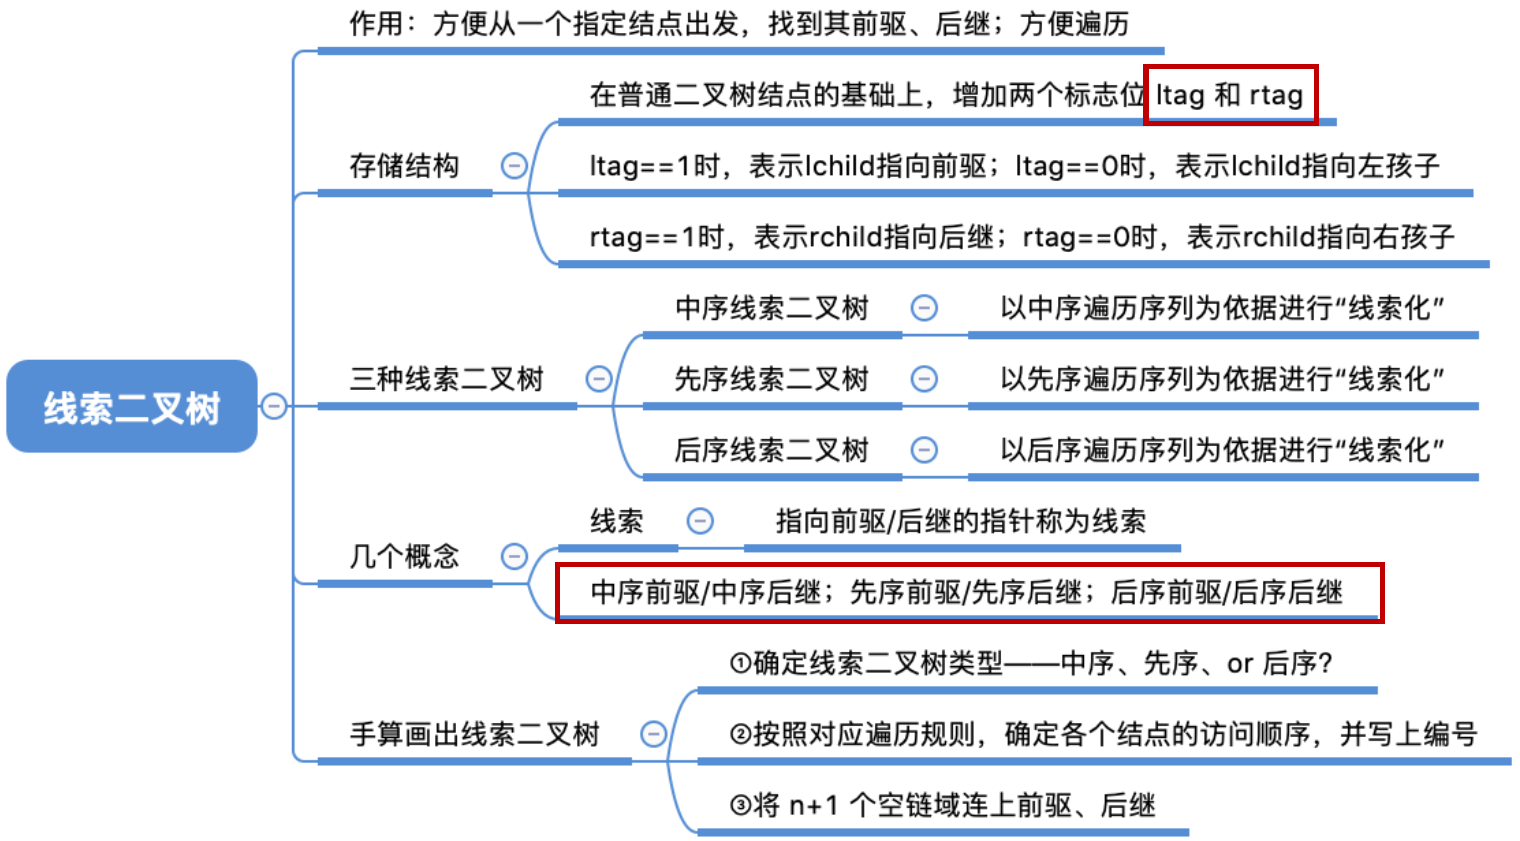 作用：方便从一个指定结点出发，找到其前驱、后继；方便遍历
在普通二叉树结点的基础上，增加两个标志位 ltag 和 rtag
存储结构
ltag==1时，表示lchild指向前驱；ltag==0时，表示lchild指向左孩子
rtag==1时，表示rchild指向后继；rtag==0时，表示rchild指向右孩子
线索二叉树
三种线索二叉树
中序线索二叉树
以中序遍历序列为依据进行“线索化”
先序线索二叉树
以先序遍历序列为依据进行“线索化”
后序线索二叉树
以后序遍历序列为依据进行“线索化”
几个概念
线索
指向前驱/后继的指针称为线索
中序前驱/中序后继；先序前驱/先序后继；后序前驱/后序后继
手算画出线索二叉树
①确定线索二叉树类型——中序、先序、or 后序？
②按照对应遍历规则，确定各个结点的访问顺序，并写上编号
③将 n+1 个空链域连上前驱、后继